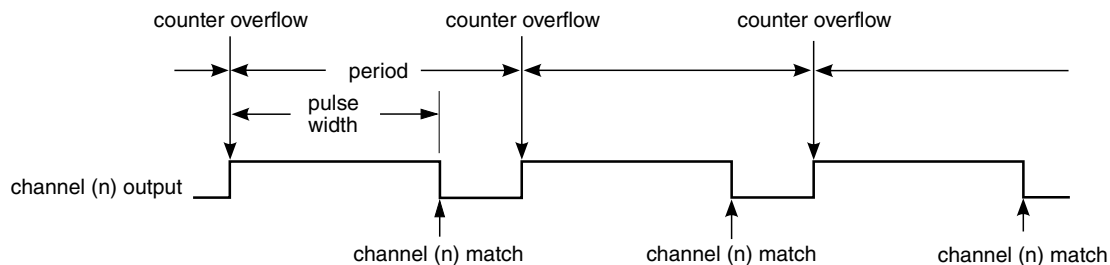 counter overflow counter overflow counter overflow
period
pulse
width
channel (n) output
channel (n) match channel (n) match channel (n) match